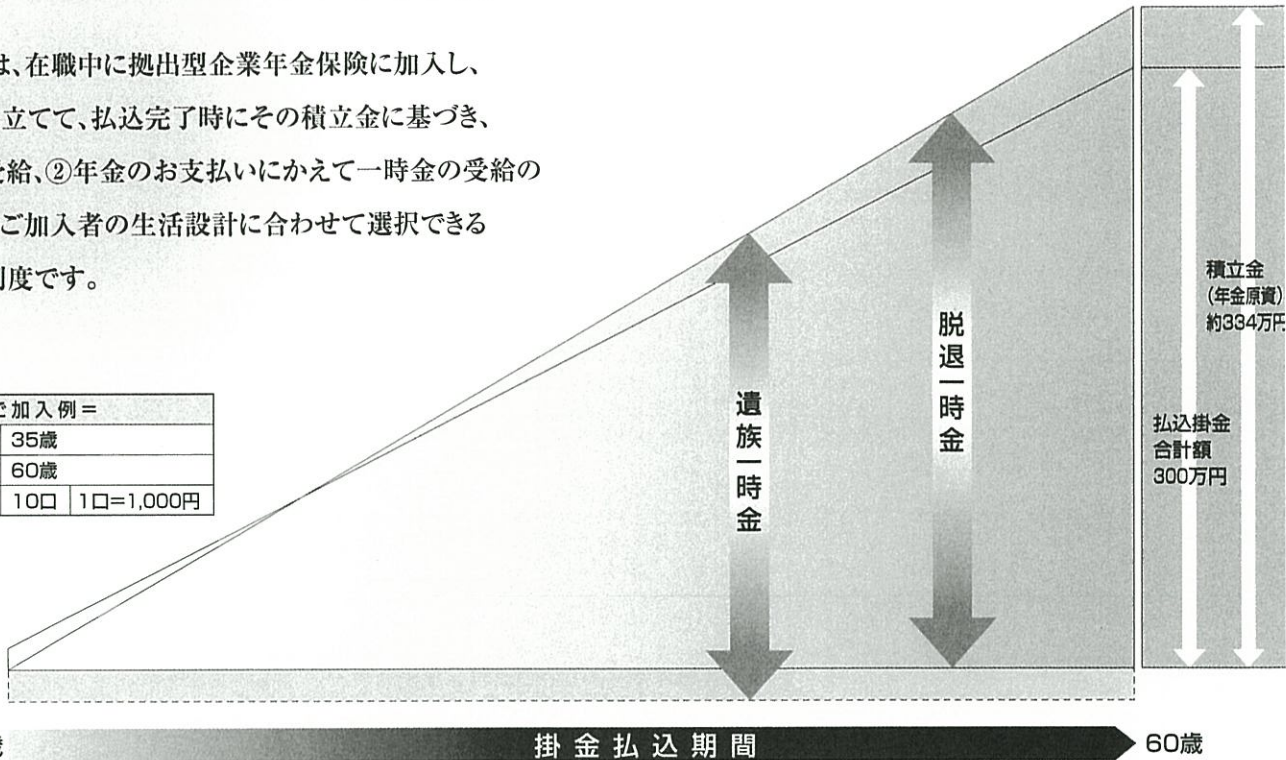 は、在職中に拠出型企業年金保険に加入し、
立てて、払込完了時にその積立金に基づき、
給、②年金のお支払いにかえて一時金の受給の
ご加入者の生活設計に合わせて選択できる
度です。
ご加入例=
35歳
60歳
10口 1口=1,000円
遺族一時金
脱退一時金
積立金
(年金原資)
約334万円
払込掛金
合計額
300万円
歳
掛金払込期間
60歳